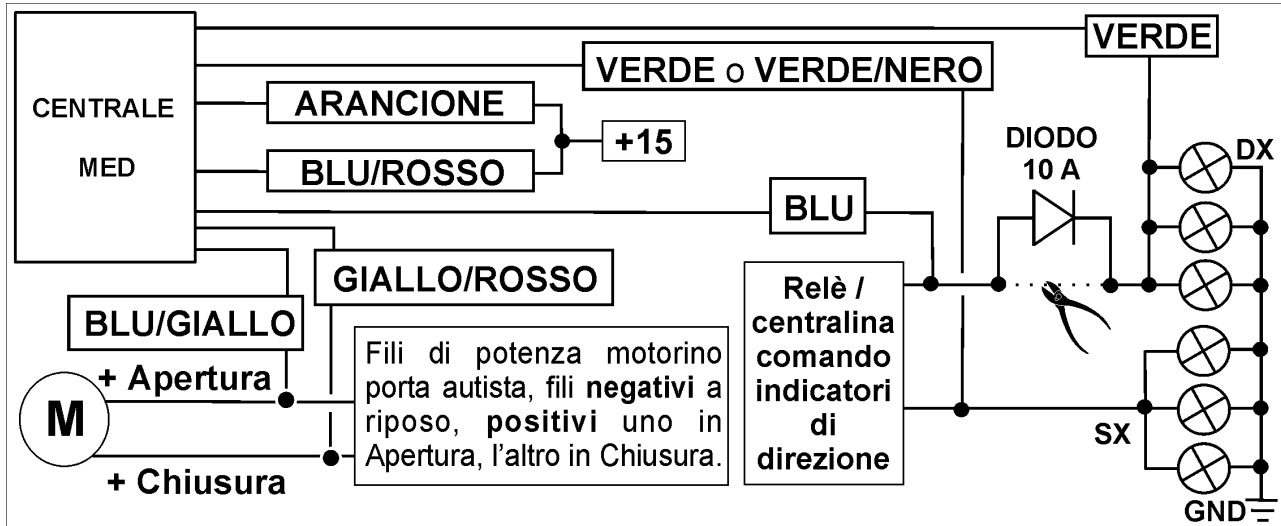 VERDE
CENTRALE
MED
VERDE o VERDE/NERO
ARANCIONE
+15
BLU/ROSSO
DIODO
10 A
DX
BLU
GIALLO/ROSSO
BLU/GIALLO
Relè /
centralina
comando
indicatori
di
direzione
+ Apertura
M
+ Chiusura
Fili di potenza motorino
porta autista, fili negativi a
riposo, positivi uno in
Apertura, l'altro in Chiusura.
SX
GND